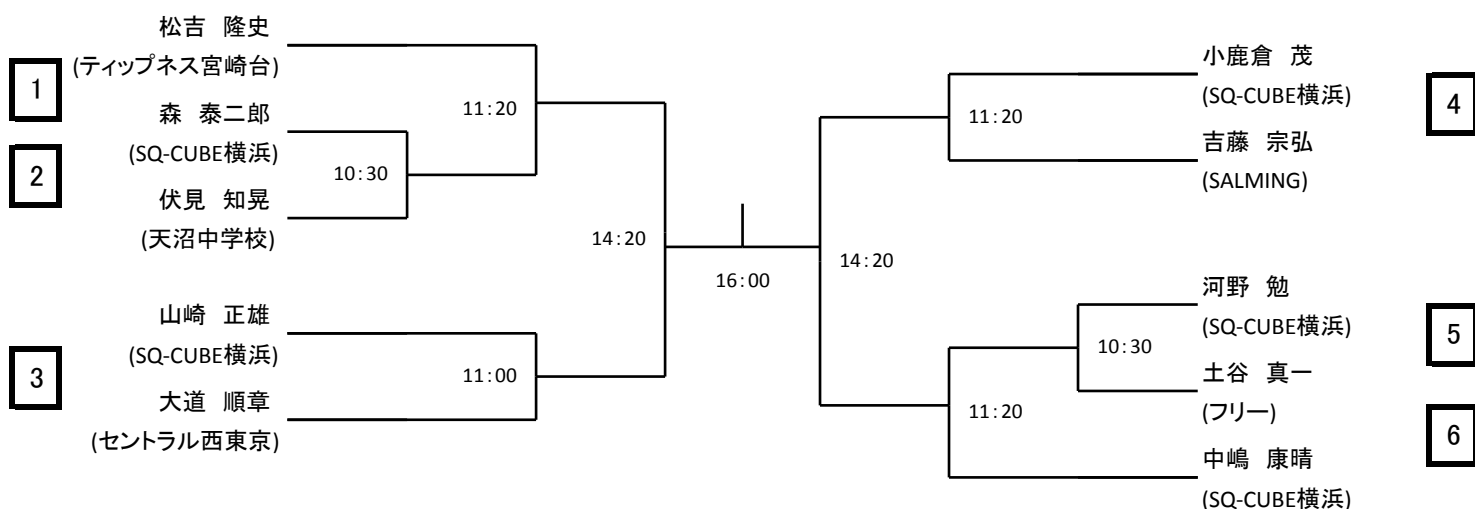 松吉 隆史
(ティップネス宮崎台)
1
11:20
森 泰二郎
(SQ-CUBE横浜)
2
10:30
伏見 知晃
(天沼中学校)
14:20
山崎 正雄
(SQ-CUBE横浜)
3
11:00
大道 順章
(セントラル西東京)
16:00
小鹿倉 茂
(SQ-CUBE横浜)
4
11:20
吉藤 宗弘
(SALMING)
14:20
河野 勉
(SQ-CUBE横浜)
5
10:30
土谷 真一
(フリー)
11:20
6
中嶋 康晴
(SQ-CUBE横浜)